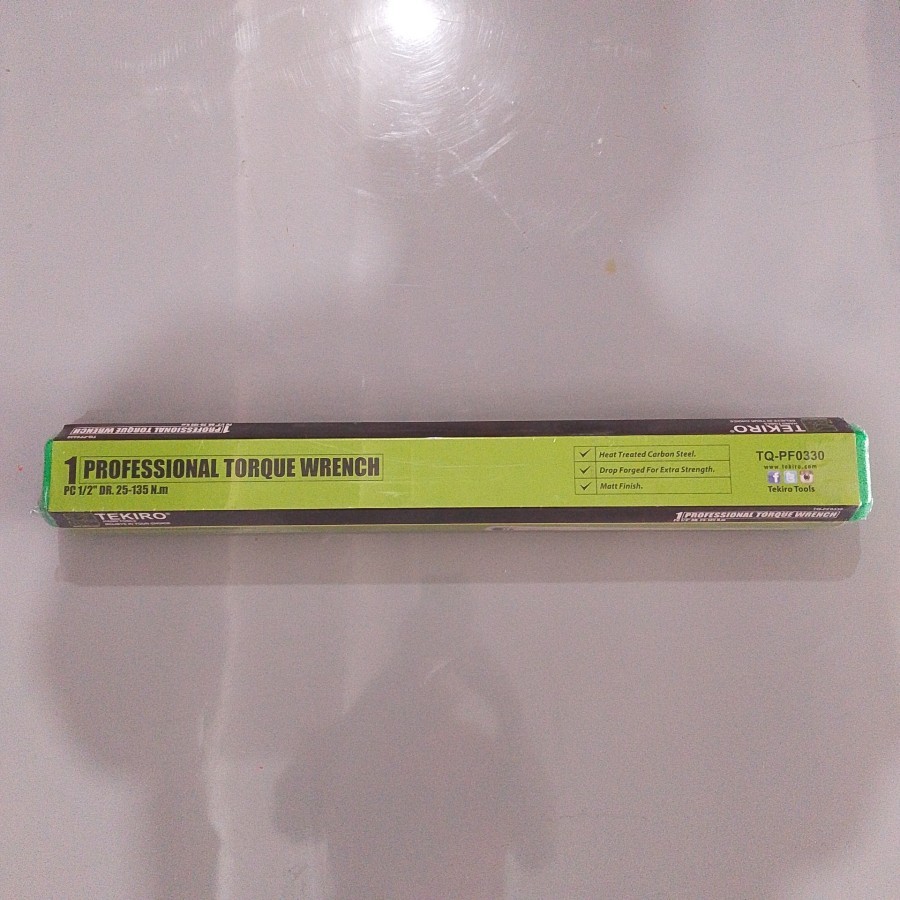 1 PROFESSIONAL TORQUE WRENCH
TEKIRO®
1 PROFESSIONAL TORQUE WRENCH
PC 1/2" DR. 25-135 N.m
Heat Treated Carbon Steel.
Drop Forged For Extra Strength.
Matt Finish.
TQ-PF0330
www.tekiro.com
Tekiro Tools
TEKIRO®
1 PROFESSIONAL TORQUE WRENCH